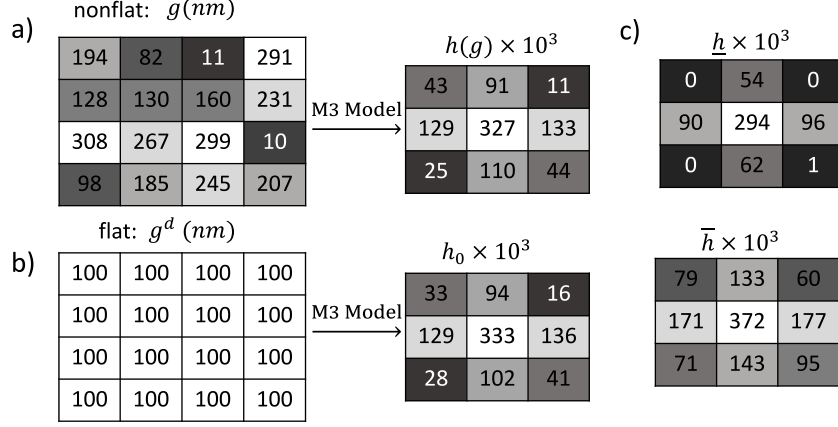 nonflat: g(nm)
a)
194 82 11 291
128 130 160 231
308 267 299 10
98 185 245 207
M3 Model
h(g) × 10³
43 91 11
129 327 133
25 110 44
c)
h × 10³
0 54 0
90 294 96
0 62 1
flat: gᵈ (nm)
b)
100 100 100 100
100 100 100 100
100 100 100 100
100 100 100 100
M3 Model
h₀ × 10³
33 94 16
129 333 136
28 102 41
h̅ × 10³
79 133 60
171 372 177
71 143 95